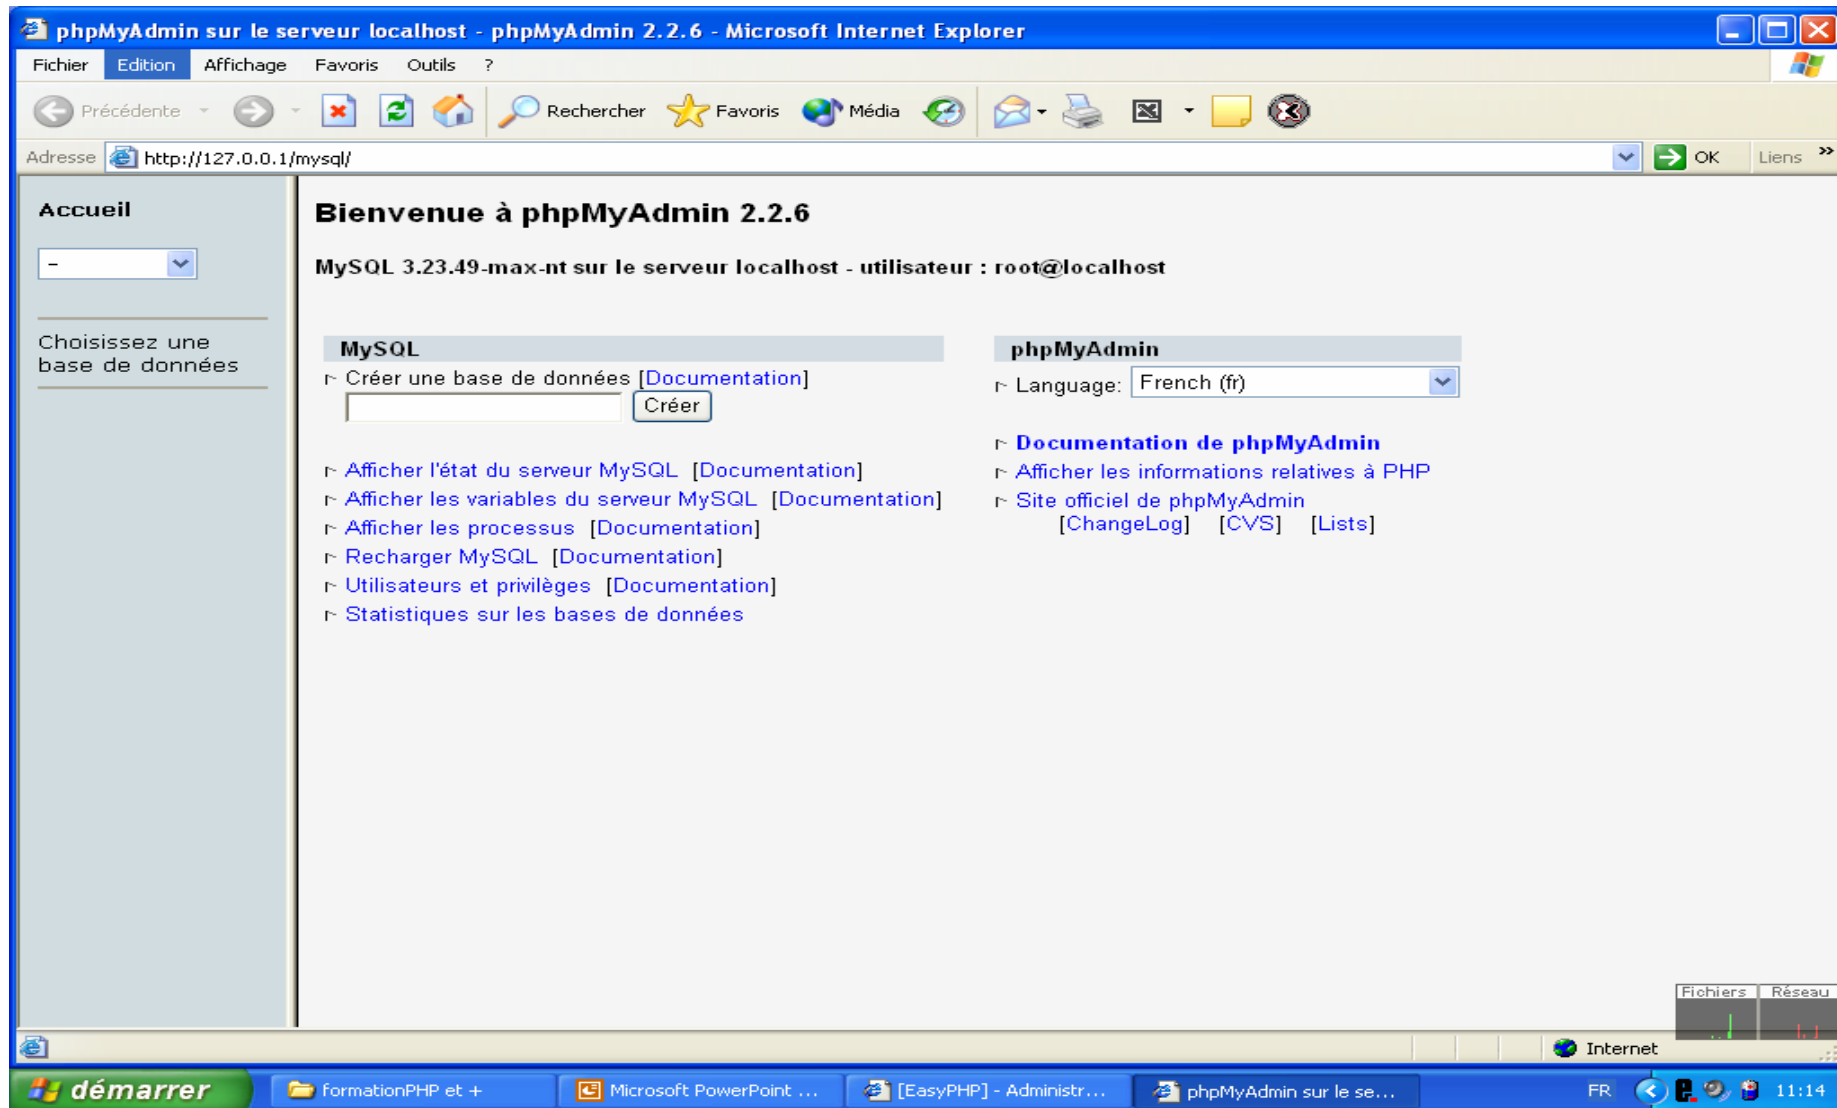 phpMyAdmin sur le serveur localhost - phpMyAdmin 2.2.6 - Microsoft Internet Explorer
Fichier Edition Affichage Favoris Outils ?
Précédente Rechercher Favoris Média
Adresse http://127.0.0.1/mysql/ OK Liens »
Accueil
-
Choisissez une
base de données
Bienvenue à phpMyAdmin 2.2.6
MySQL 3.23.49-max-nt sur le serveur localhost - utilisateur : root@localhost
MySQL
Créer une base de données [Documentation]
Créer
Afficher l'état du serveur MySQL [Documentation]
Afficher les variables du serveur MySQL [Documentation]
Afficher les processus [Documentation]
Recharger MySQL [Documentation]
Utilisateurs et privilèges [Documentation]
Statistiques sur les bases de données
phpMyAdmin
Language: French (fr)
Documentation de phpMyAdmin
Afficher les informations relatives à PHP
Site officiel de phpMyAdmin
[ChangeLog] [CVS] [Lists]
Fichiers Réseau
Internet
démarrer formationPHP et + Microsoft PowerPoint ... [EasyPHP] - Administr... phpMyAdmin sur le se... FR 11:14